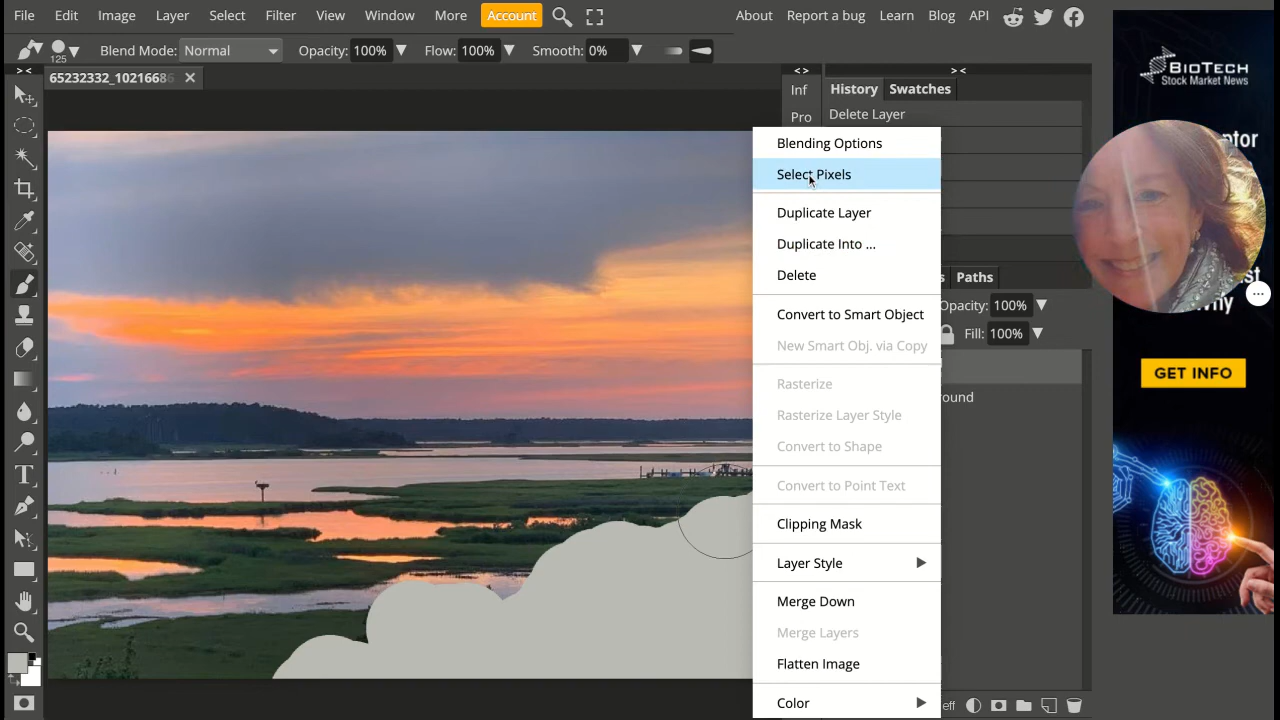 File Edit Image Layer Select Filter View Window More Account About Report a bug Learn Blog API
125 Blend Mode: Normal Opacity: 100% Flow: 100% Smooth: 0%
> < < > > <
65232332_10216686
Inf History Swatches
Pro Delete Layer
Blending Options
Select Pixels
Duplicate Layer
Duplicate Into ...
Delete
Paths
Opacity: 100%
Convert to Smart Object
Fill: 100%
New Smart Obj. via Copy
Rasterize
round
Rasterize Layer Style
Convert to Shape
Convert to Point Text
Clipping Mask
Layer Style
Merge Down
Merge Layers
Flatten Image
Color
eff
BIOTECH
Stock Market News
GET INFO